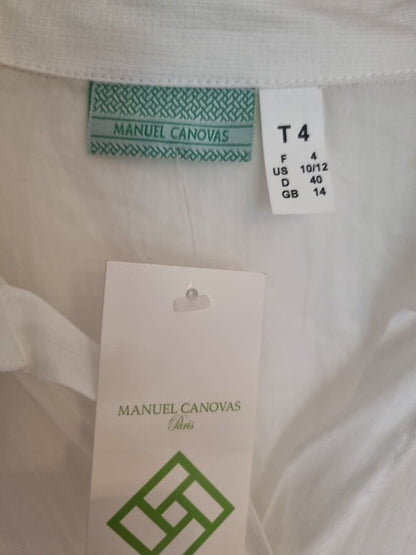 MANUEL CANOVAS
T 4
F 4
US 10/12
D 40
GB 14
MANUEL CANOVAS
Paris